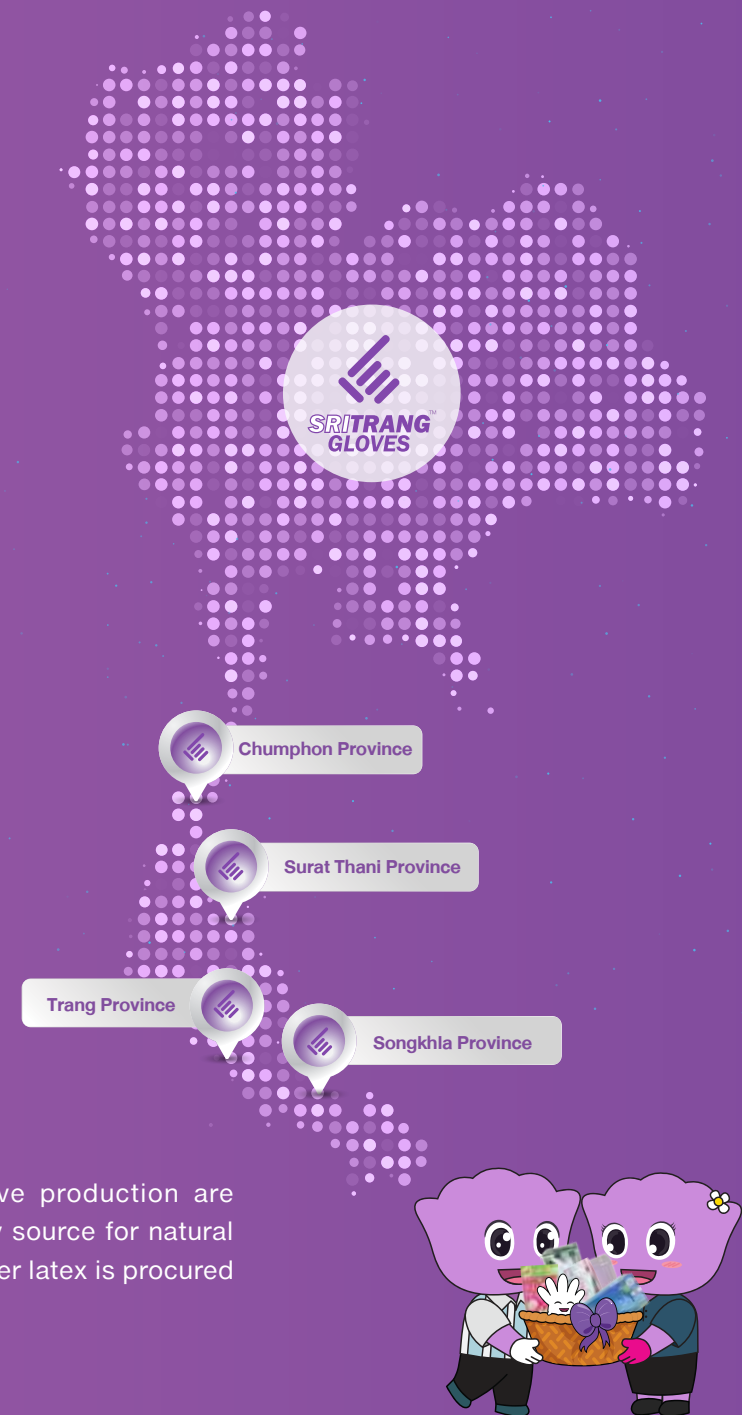 SRITRANG™
GLOVES
Chumphon Province
Surat Thani Province
Trang Province
Songkhla Province
ve production are
source for natural
er latex is procured